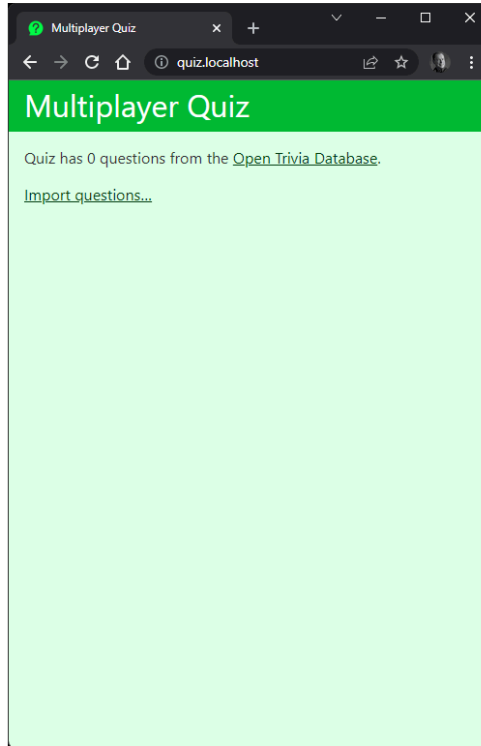 Multiplayer Quiz
quiz.localhost
Multiplayer Quiz
Quiz has 0 questions from the Open Trivia Database.
Import questions...